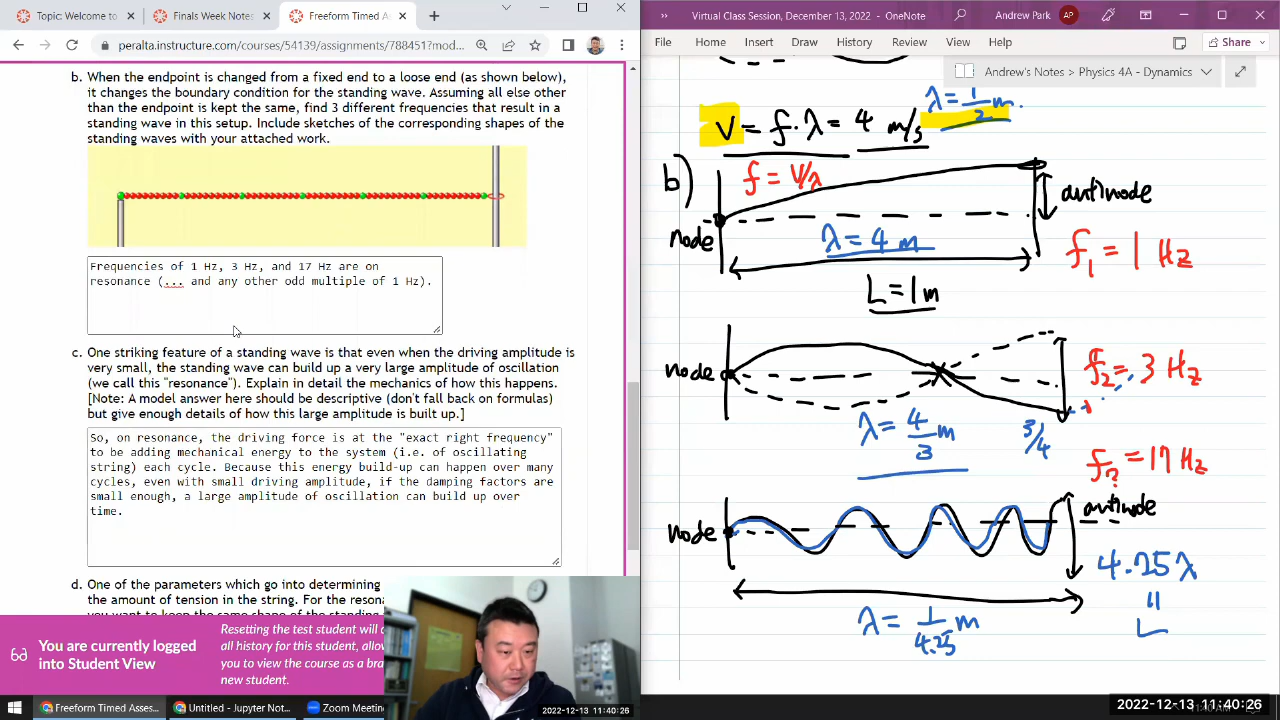 Topic Welcome to
Finals Week Notes
Freeform Timed As
peralta.instructure.com/courses/54139/assignments/788451?mod...
b. When the endpoint is changed from a fixed end to a loose end (as shown below),
it changes the boundary condition for the standing wave. Assuming all else other
than the endpoint is kept the same, find 3 different frequencies that result in a
standing wave in this setup. Include sketches of the corresponding shapes of the
standing waves with your attached work.
Frequencies of 1 Hz, 3 Hz, and 17 Hz are on
resonance (... and any other odd multiple of 1 Hz).
c. One striking feature of a standing wave is that even when the driving amplitude is
very small, the standing wave can build up a very large amplitude of oscillation
(we call this "resonance"). Explain in detail the mechanics of how this happens.
[Note: A model answer here should be descriptive (don't fall back on formulas)
but give enough details of how this large amplitude is built up.]
So, on resonance, the driving force is at the "exact right frequency"
to be adding mechanical energy to the system (i.e. of oscillating
string) each cycle. Because this energy build-up can happen over many
cycles, even with small driving amplitude, if the damping factors are
small enough, a large amplitude of oscillation can build up over
time.
d. One of the parameters which go into determining
the amount of tension in the string. For the reso
you want to keep the same shape of the standin
You are currently logged
into Student View
Resetting the test student will c
all history for this student, allow
you to view the course as a bra
new student.
Freeform Timed Asses...
Untitled - Jupyter Not...
Zoom Meeting
2022-12-13 11:40:26
Virtual Class Session, December 13, 2022 - OneNote
Andrew Park
AP
File Home Insert Draw History Review View Help
Share
Andrew's Notes » Physics 4A - Dynamics
λ = 1/2 m.
V = f·λ = 4 m/s
b) f = V/λ
antinode
node
λ = 4 m
f₁ = 1 Hz
L = 1m
node
f₂ = 3 Hz
λ = 4/3 m
3/4
f? = 17 Hz
node
antinode
4.25λ
"
L
λ = 1/4.25 m
2022-12-13 11:40:26